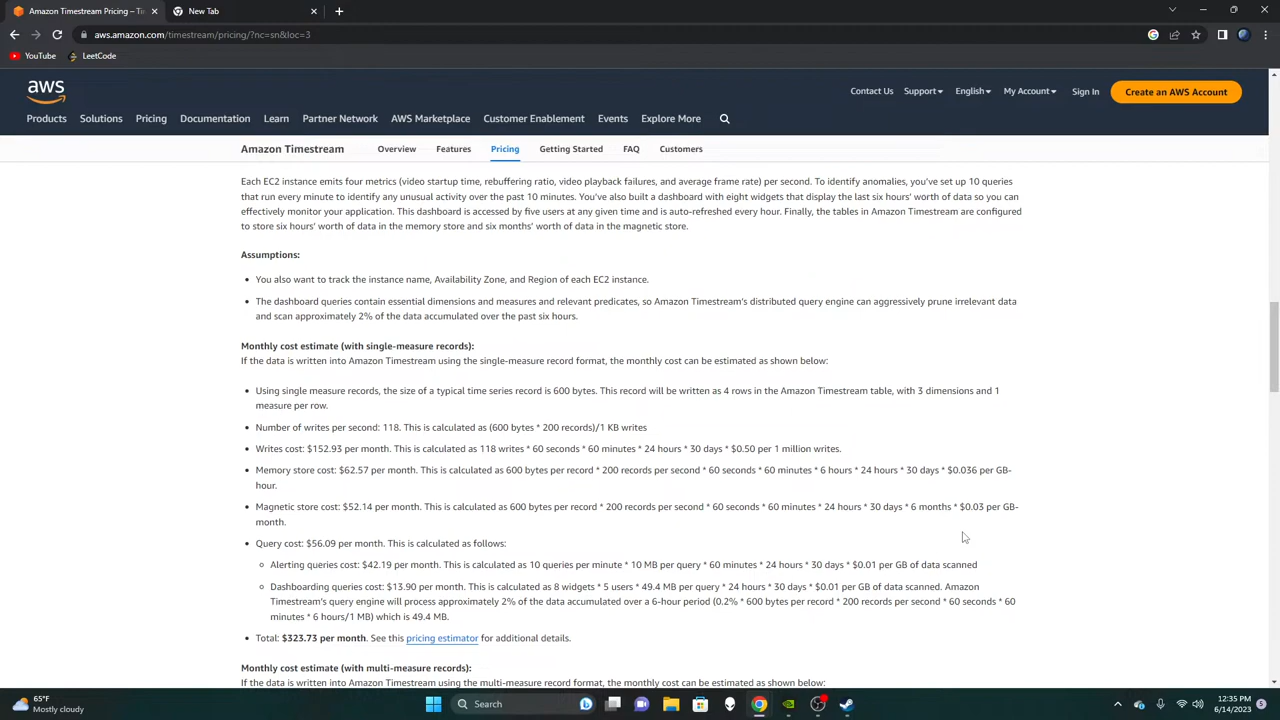 Amazon Timestream Pricing – Tim
New Tab
aws.amazon.com/timestream/pricing/?nc=sn&loc=3
YouTube LeetCode
aws
Contact Us Support English My Account Sign In Create an AWS Account
Products Solutions Pricing Documentation Learn Partner Network AWS Marketplace Customer Enablement Events Explore More
Amazon Timestream Overview Features Pricing Getting Started FAQ Customers
Each EC2 instance emits four metrics (video startup time, rebuffering ratio, video playback failures, and average frame rate) per second. To identify anomalies, you've set up 10 queries
that run every minute to identify any unusual activity over the past 10 minutes. You've also built a dashboard with eight widgets that display the last six hours' worth of data so you can
effectively monitor your application. This dashboard is accessed by five users at any given time and is auto-refreshed every hour. Finally, the tables in Amazon Timestream are configured
to store six hours' worth of data in the memory store and six months' worth of data in the magnetic store.
Assumptions:
• You also want to track the instance name, Availability Zone, and Region of each EC2 instance.
• The dashboard queries contain essential dimensions and measures and relevant predicates, so Amazon Timestream's distributed query engine can aggressively prune irrelevant data
and scan approximately 2% of the data accumulated over the past six hours.
Monthly cost estimate (with single-measure records):
If the data is written into Amazon Timestream using the single-measure record format, the monthly cost can be estimated as shown below:
• Using single measure records, the size of a typical time series record is 600 bytes. This record will be written as 4 rows in the Amazon Timestream table, with 3 dimensions and 1
measure per row.
• Number of writes per second: 118. This is calculated as (600 bytes * 200 records)/1 KB writes
• Writes cost: $152.93 per month. This is calculated as 118 writes * 60 seconds * 60 minutes * 24 hours * 30 days * $0.50 per 1 million writes.
• Memory store cost: $62.57 per month. This is calculated as 600 bytes per record * 200 records per second * 60 seconds * 60 minutes * 6 hours * 24 hours * 30 days * $0.036 per GB-
hour.
• Magnetic store cost: $52.14 per month. This is calculated as 600 bytes per record * 200 records per second * 60 seconds * 60 minutes * 24 hours * 30 days * 6 months * $0.03 per GB-
month.
• Query cost: $56.09 per month. This is calculated as follows:
Alerting queries cost: $42.19 per month. This is calculated as 10 queries per minute * 10 MB per query * 60 minutes * 24 hours * 30 days * $0.01 per GB of data scanned
Dashboarding queries cost: $13.90 per month. This is calculated as 8 widgets * 5 users * 49.4 MB per query * 24 hours * 30 days * $0.01 per GB of data scanned. Amazon
Timestream's query engine will process approximately 2% of the data accumulated over a 6-hour period (0.2% * 600 bytes per record * 200 records per second * 60 seconds * 60
minutes * 6 hours/1 MB) which is 49.4 MB.
• Total: $323.73 per month. See this pricing estimator for additional details.
Monthly cost estimate (with multi-measure records):
If the data is written into Amazon Timestream using the multi-measure record format, the monthly cost can be estimated as shown below:
65°F
Mostly cloudy
Search
12:35 PM
6/14/2023